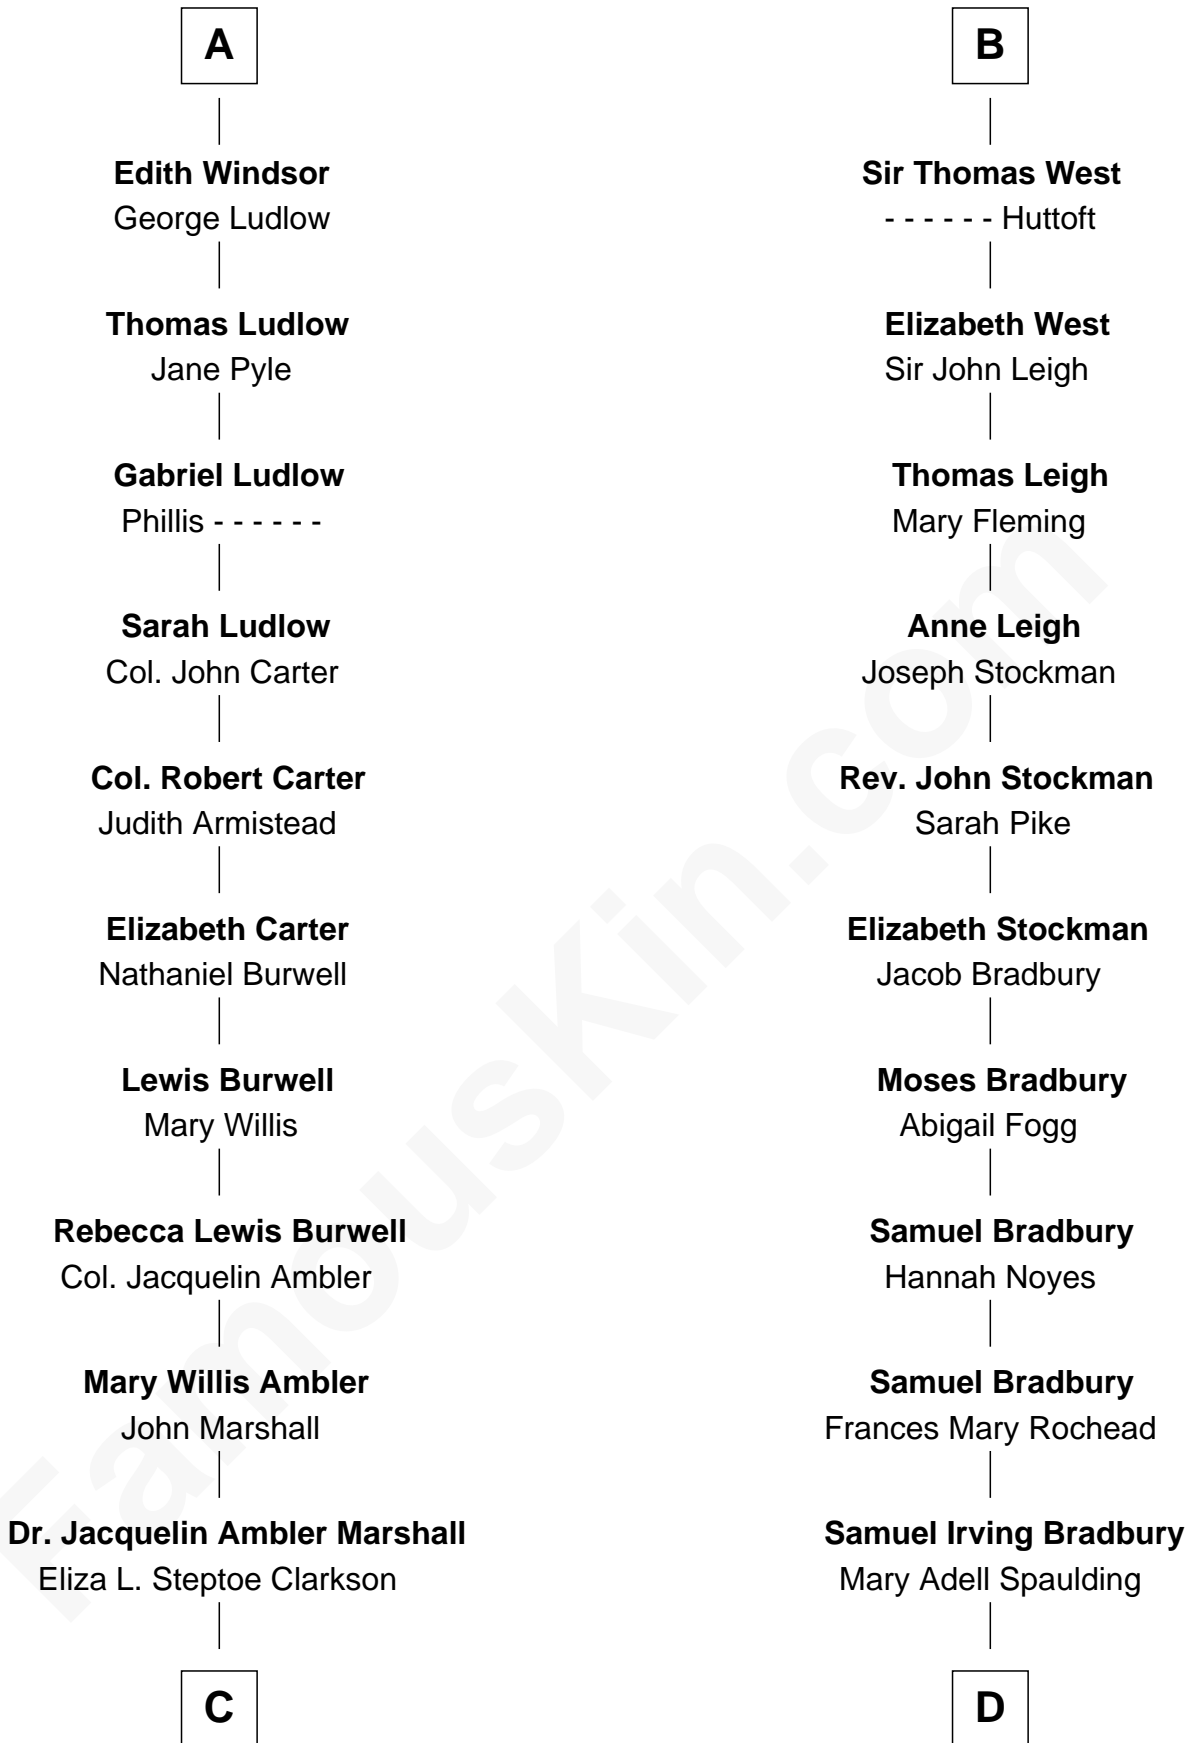 A
Edith Windsor
George Ludlow
Thomas Ludlow
Jane Pyle
Gabriel Ludlow
Phillis - - - - - -
Sarah Ludlow
Col. John Carter
Col. Robert Carter
Judith Armistead
Elizabeth Carter
Nathaniel Burwell
Lewis Burwell
Mary Willis
Rebecca Lewis Burwell
Col. Jacquelin Ambler
Mary Willis Ambler
John Marshall
Dr. Jacquelin Ambler Marshall
Eliza L. Steptoe Clarkson
C
B
Sir Thomas West
- - - - - - Huttoft
Elizabeth West
Sir John Leigh
Thomas Leigh
Mary Fleming
Anne Leigh
Joseph Stockman
Rev. John Stockman
Sarah Pike
Elizabeth Stockman
Jacob Bradbury
Moses Bradbury
Abigail Fogg
Samuel Bradbury
Hannah Noyes
Samuel Bradbury
Frances Mary Rochead
Samuel Irving Bradbury
Mary Adell Spaulding
D
FamousKin.com